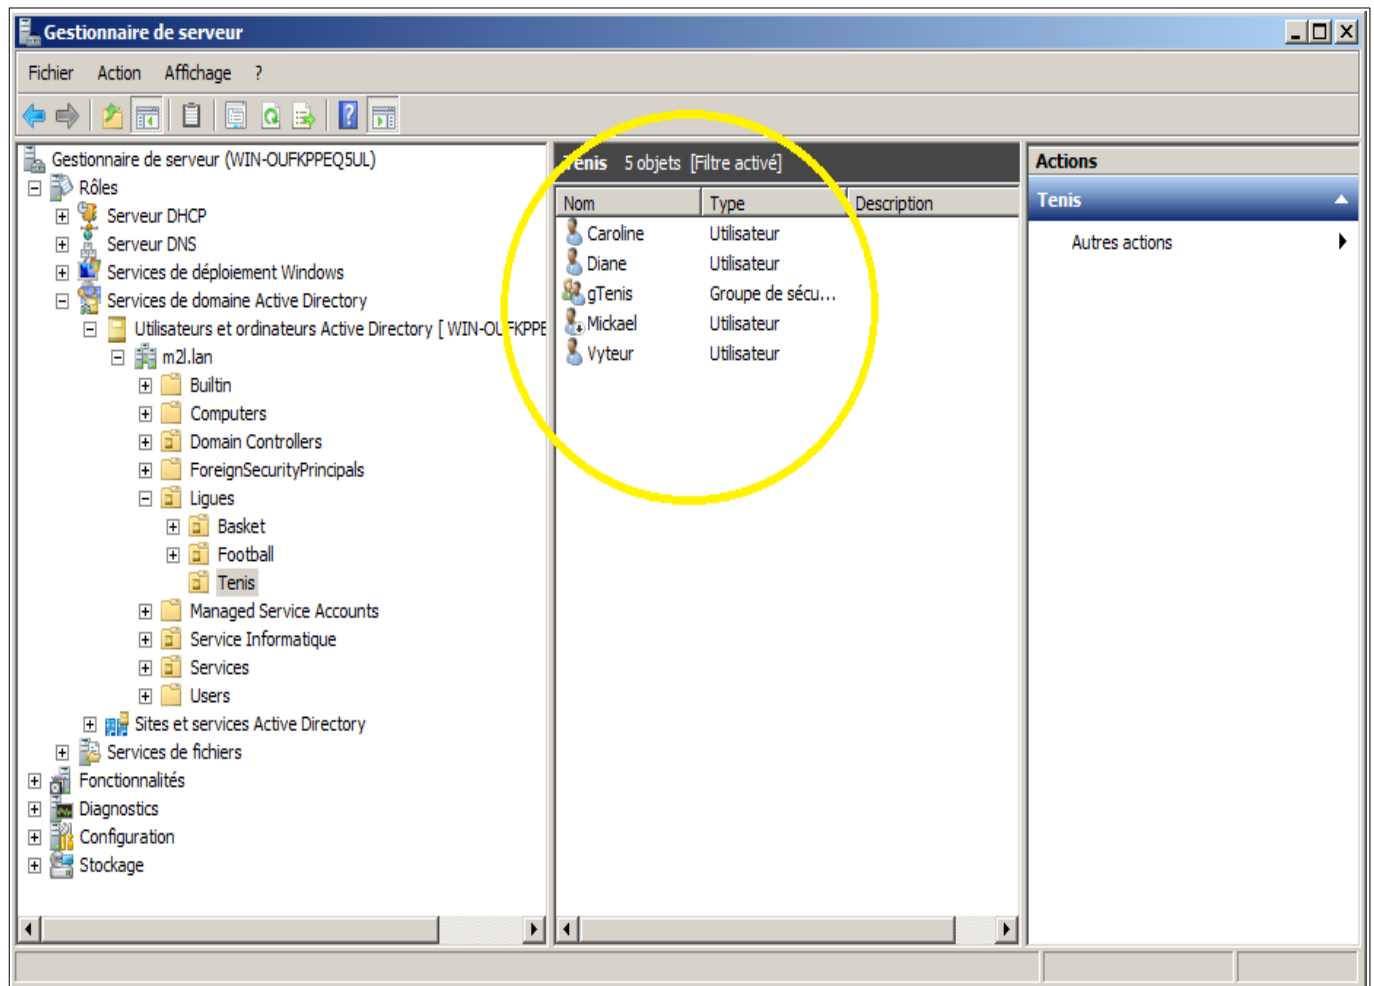 Gestionnaire de serveur
Fichier Action Affichage ?
Gestionnaire de serveur (WIN-OUFKPPEQ5UL)
Rôles
Serveur DHCP
Serveur DNS
Services de déploiement Windows
Services de domaine Active Directory
Utilisateurs et ordinateurs Active Directory [ WIN-OUFKPPE
m2l.lan
Builtin
Computers
Domain Controllers
ForeignSecurityPrincipals
Ligues
Basket
Football
Tenis
Managed Service Accounts
Service Informatique
Services
Users
Sites et services Active Directory
Services de fichiers
Fonctionnalités
Diagnostics
Configuration
Stockage
Tenis 5 objets [Filtre activé]
Nom Type Description
Caroline Utilisateur
Diane Utilisateur
gTenis Groupe de sécu...
Mickael Utilisateur
Vyteur Utilisateur
Actions
Tenis
Autres actions